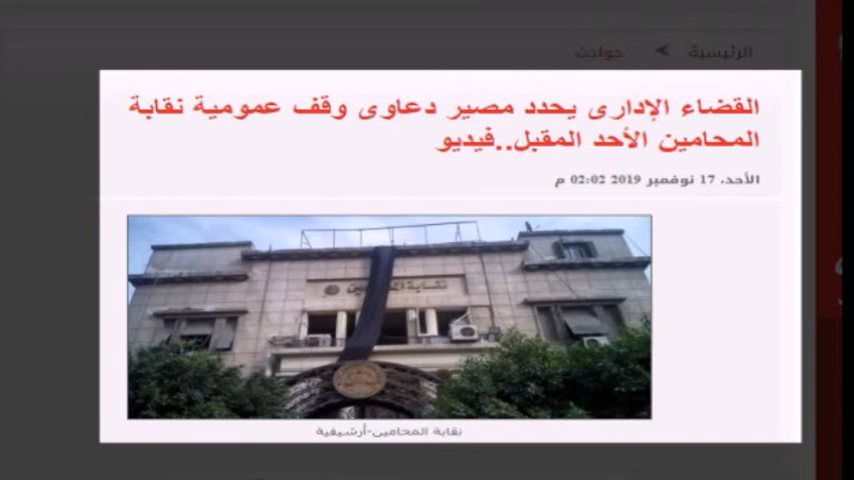 الرئيسية
حوادث
القضاء الإدارى يحدد مصير دعاوى وقف عمومية نقابة
المحامين الأحد المقبل..فيديو
الأحد، 17 نوفمبر 2019 02:02 م
نقابة المحامين
نقابة المحامين-أرشيفية